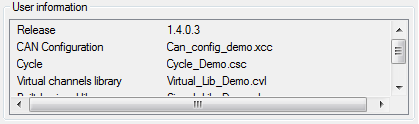 User information
Release 1.4.0.3
CAN Configuration Can_config_demo.xcc
Cycle Cycle_Demo.csc
Virtual channels library Virtual_Lib_Demo.cvl